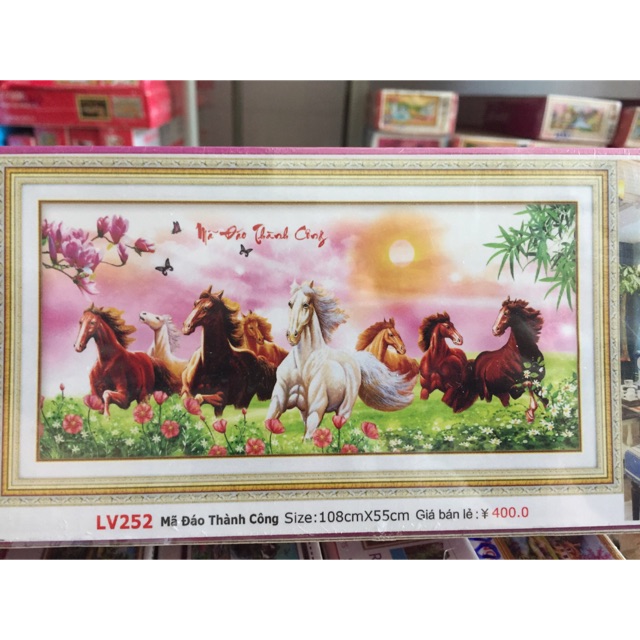 Mã Đáo Thành Công
LV252 Mã Đáo Thành Công Size:108cmX55cm Giá bán lẻ : ¥ 400.0